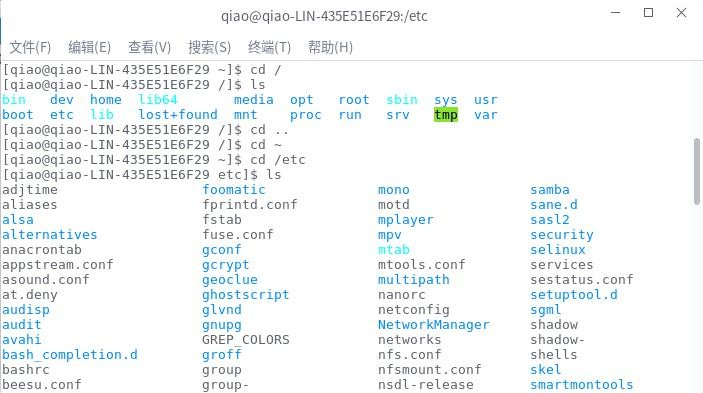 qiao@qiao-LIN-435E51E6F29:/etc
文件(F) 编辑(E) 查看(V) 搜索(S) 终端(T) 帮助(H)
[qiao@qiao-LIN-435E51E6F29 ~]$ cd /
[qiao@qiao-LIN-435E51E6F29 /]$ ls
bin dev home lib64 media opt root sbin sys usr
boot etc lib lost+found mnt proc run srv tmp var
[qiao@qiao-LIN-435E51E6F29 /]$ cd ..
[qiao@qiao-LIN-435E51E6F29 /]$ cd ~
[qiao@qiao-LIN-435E51E6F29 ~]$ cd /etc
[qiao@qiao-LIN-435E51E6F29 etc]$ ls
adjtime foomatic mono samba
aliases fprintd.conf motd sane.d
alsa fstab mplayer sasl2
alternatives fuse.conf mpv security
anacrontab gconf mtab selinux
appstream.conf gcrypt mtools.conf services
asound.conf geoclue multipath sestatus.conf
at.deny ghostscript nanorc setuptool.d
audisp glvnd netconfig sgml
audit gnupg NetworkManager shadow
avahi GREP_COLORS networks shadow-
bash_completion.d groff nfs.conf shells
bashrc group nfsmount.conf skel
beesu.conf group- nsdl-release smartmontools